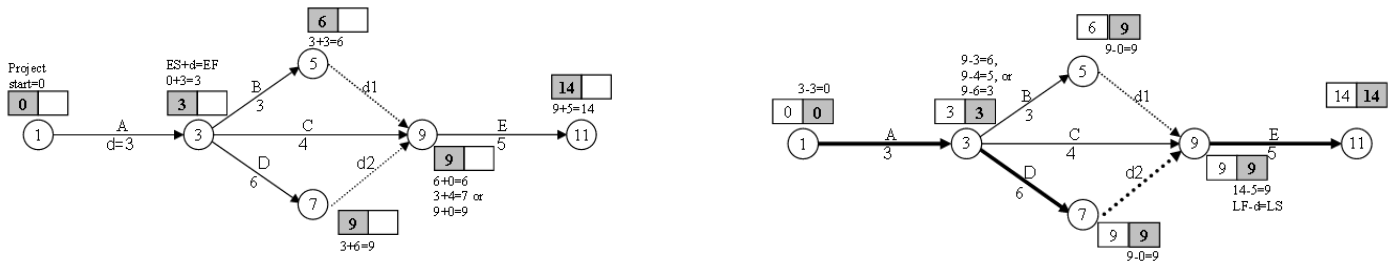 Project
start=0
0
1
A
d=3
ES+d=EF
0+3=3
3
3
B
3
6
3+3=6
5
d1
C
4
D
6
7
9
3+6=9
d2
9
9
6+0=6
3+4=7 or
9+0=9
E
5
14
9+5=14
11
3-3=0
0 0
1
A
3
9-3=6,
9-4=5, or
9-6=3
3 3
3
B
3
6 9
9-0=9
5
d1
C
4
D
6
7
9 9
9-0=9
d2
9
9 9
14-5=9
LF-d=LS
E
5
14 14
11